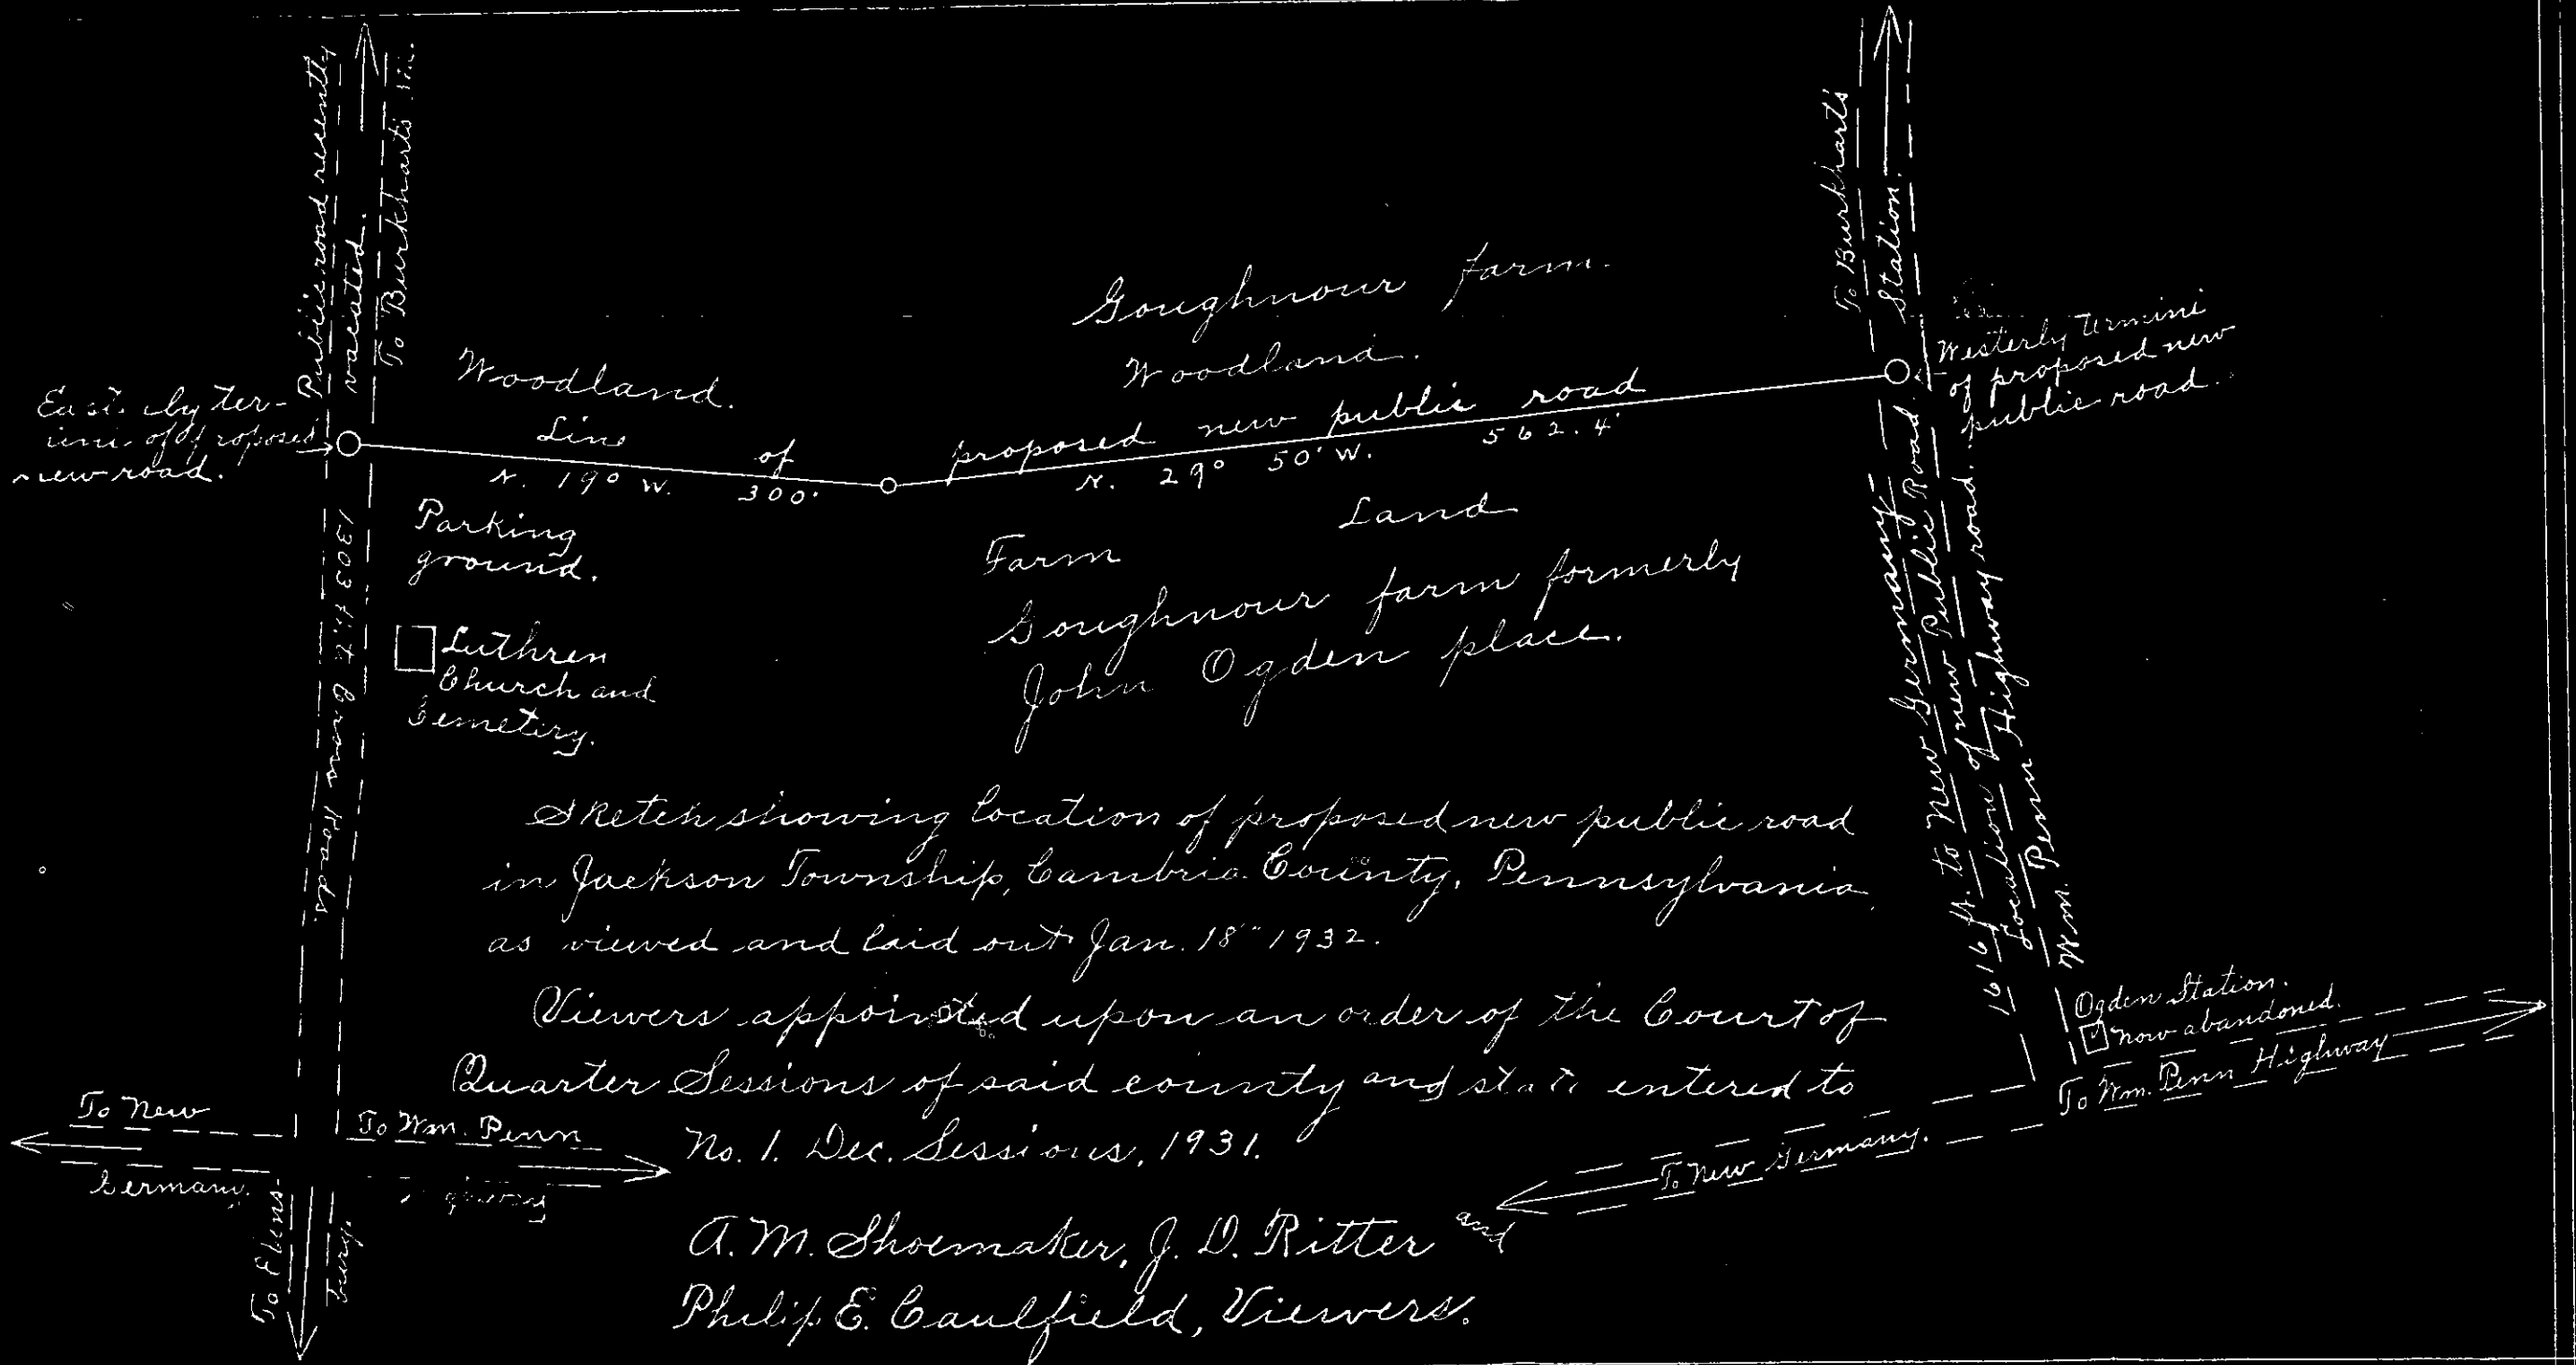 Public road recently
vacated.
To Burkharts Sta.
To Burkharts
Station.
Goughnour farm.
Woodland.
Woodland.
Easterly ter-
mini of proposed
new road.
Westerly termini
of proposed new
public road.
Line of proposed new public road
N. 19° W. 300'
N. 29° 50' W. 562.4'
Parking
ground.
Farm Land
Goughnour farm formerly
John Ogden place.
Luthren
Church and
Cemetery.
1303 ft. to Cross Roads.
1616 ft. to New Germany
Location of new Public Road.
Wm. Penn Highway road.
Sketch showing location of proposed new public road
in Jackson Township, Cambria County, Pennsylvania
as viewed and laid out Jan. 18" 1932.
Viewers appointed upon an order of the Court of
Quarter Sessions of said county and state entered to
No. 1. Dec. Sessions, 1931.
A. M. Shoemaker, J. D. Ritter and
Philip E. Caulfield, Viewers.
Ogden Station.
now abandoned.
To Wm. Penn Highway
To New Germany.
To New
Germany.
To Wm. Penn
Highway
To Ebens-
burg